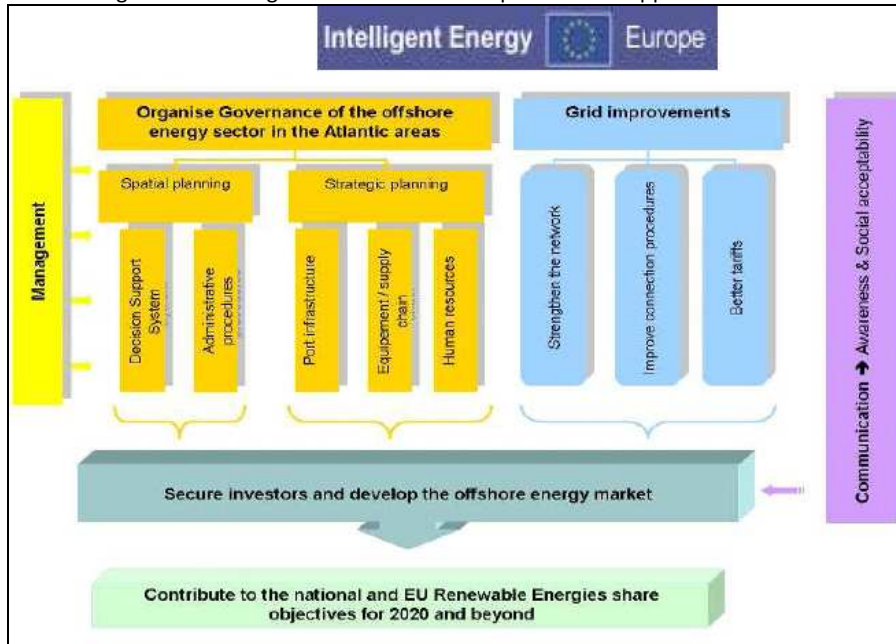 Intelligent Energy Europe
Management
Organise Governance of the offshore
energy sector in the Atlantic areas
Spatial planning
Strategic planning
Decision Support
System
Administrative
procedures
Port infrastructure
Equipement / supply
chain
Human resources
Grid improvements
Strengthen the network
Improve connection procedures
Better tariffs
Communication ➔ Awareness & Social acceptability
Secure investors and develop the offshore energy market
Contribute to the national and EU Renewable Energies share
objectives for 2020 and beyond